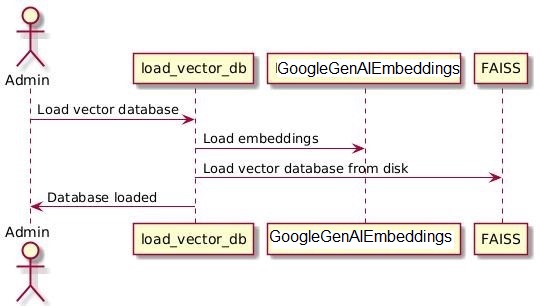 Admin
load_vector_db
GoogleGenAIEmbeddings
FAISS
Load vector database
Load embeddings
Load vector database from disk
Database loaded
Admin
load_vector_db
GoogleGenAIEmbeddings
FAISS